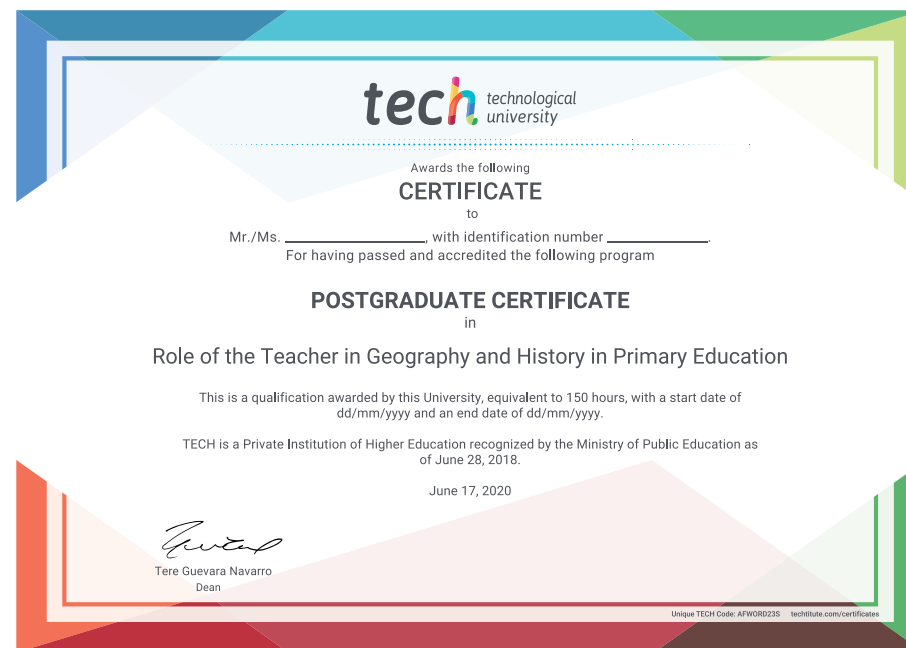 tech technological
university
Awards the following
CERTIFICATE
to
Mr./Ms. ____________________, with identification number ______________.
For having passed and accredited the following program
POSTGRADUATE CERTIFICATE
in
Role of the Teacher in Geography and History in Primary Education
This is a qualification awarded by this University, equivalent to 150 hours, with a start date of
dd/mm/yyyy and an end date of dd/mm/yyyy.
TECH is a Private Institution of Higher Education recognized by the Ministry of Public Education as
of June 28, 2018.
June 17, 2020
Tere Guevara Navarro
Dean
Unique TECH Code: AFWORD23S techtitute.com/certificates